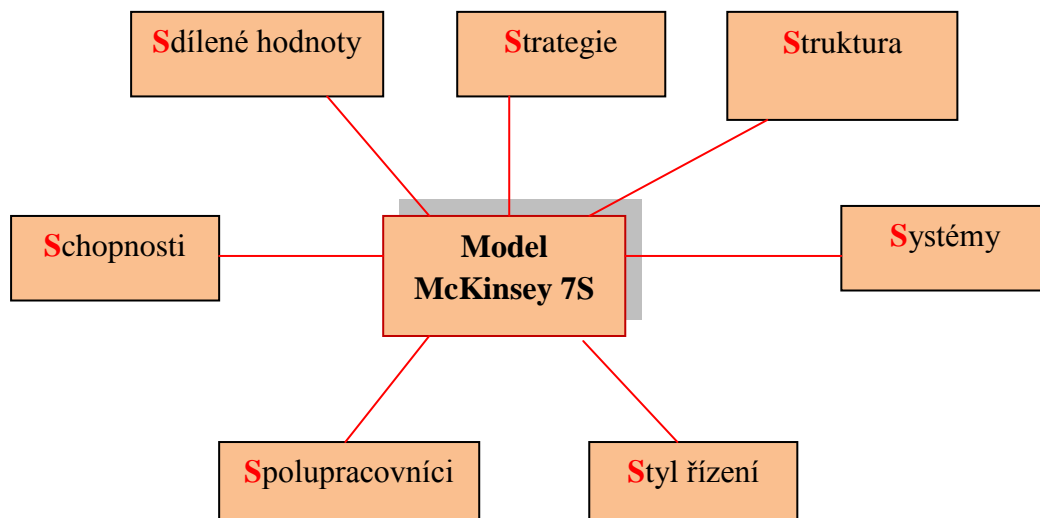 Sdílené hodnoty
Strategie
Struktura
Schopnosti
Model
McKinsey 7S
Systémy
Spolupracovníci
Styl řízení